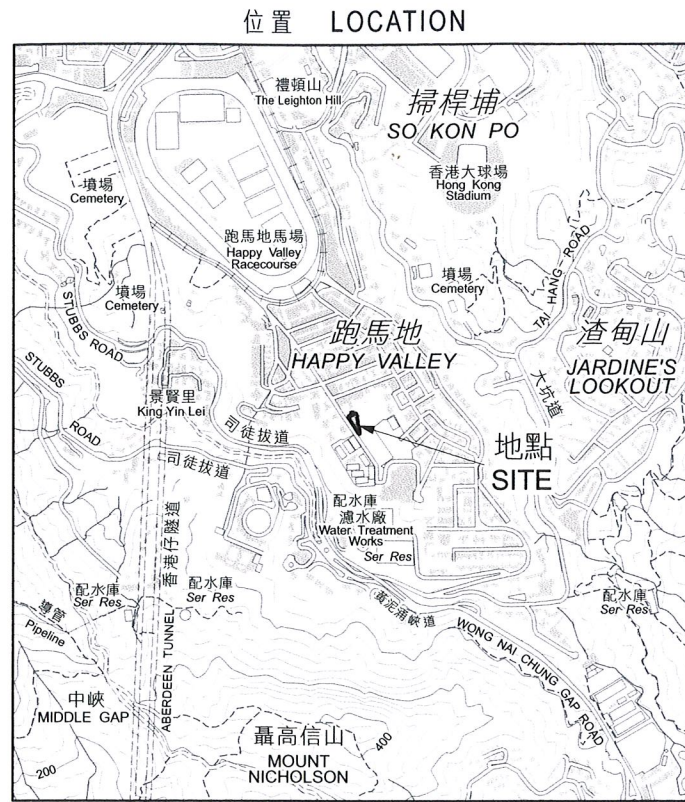 位置 LOCATION
禮頓山
The Leighton Hill
掃桿埔
SO KON PO
香港大球場
Hong Kong
Stadium
墳場
Cemetery
跑馬地馬場
Happy Valley
Racecourse
墳場
Cemetery
TAI HANG ROAD
墳場
Cemetery
STUBBS ROAD
跑馬地
HAPPY VALLEY
渣甸山
JARDINE'S
LOOKOUT
大坑道
STUBBS
ROAD
景賢里
King Yin Lei
司徒拔道
司徒拔道
地點
SITE
配水庫
濾水廠
Water Treatment
Works
Ser Res
香港仔隧道
ABERDEEN TUNNEL
配水庫
Ser Res
配水庫
Ser Res
配水庫
Ser Res
導管
Pipeline
黃泥涌峽道
WONG NAI CHUNG GAP ROAD
中峽
MIDDLE GAP
聶高信山
MOUNT
NICHOLSON
400
200